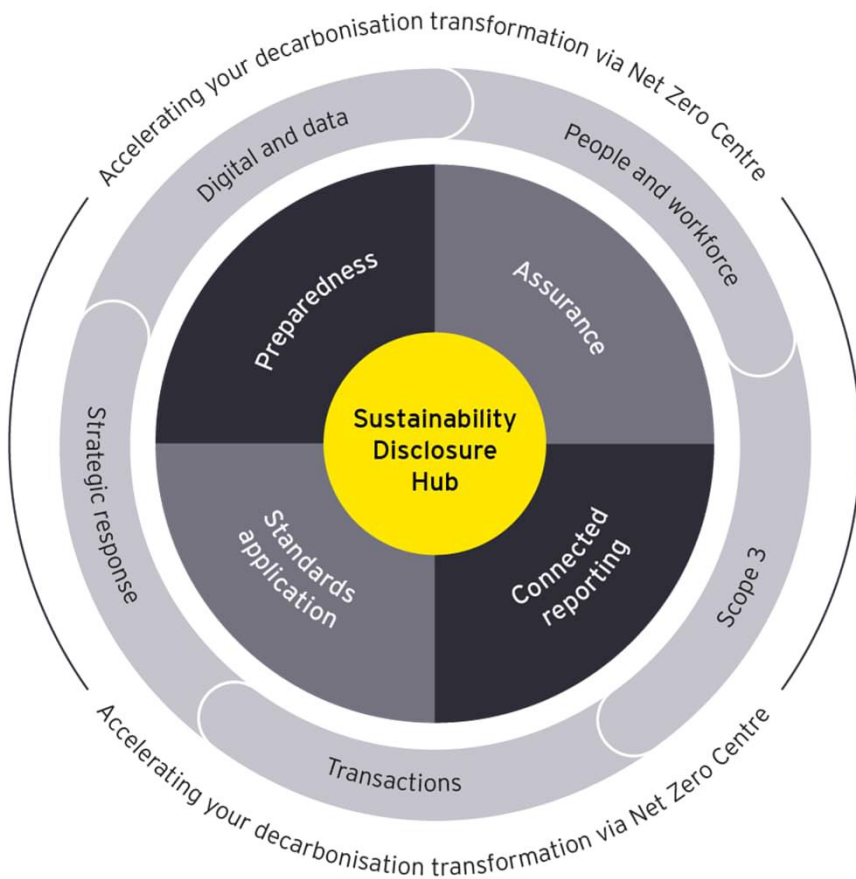 Accelerating your decarbonisation transformation via Net Zero Centre
Digital and data
People and workforce
Preparedness
Assurance
Sustainability
Disclosure
Hub
Strategic response
Standards
application
Connected
reporting
Scope 3
Transactions
Accelerating your decarbonisation transformation via Net Zero Centre